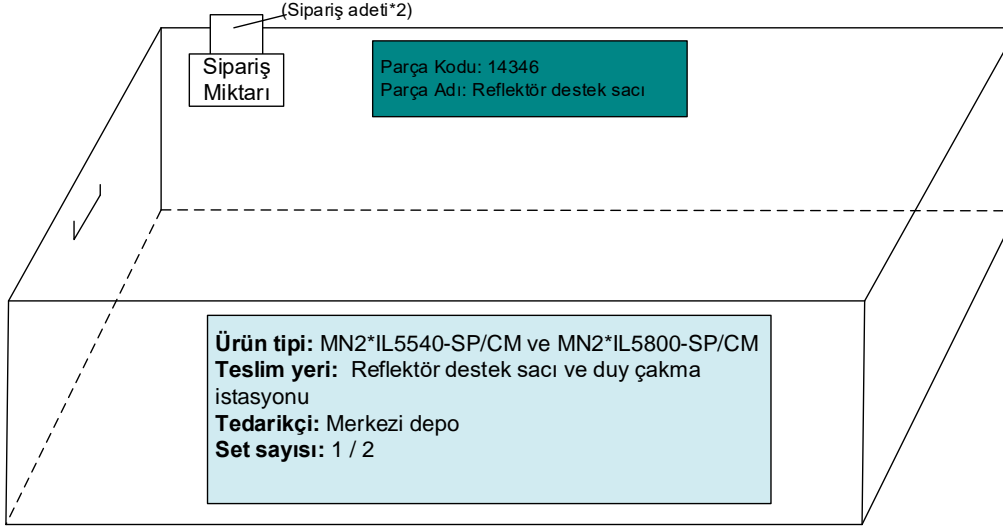 (Sipariş adeti*2)
Sipariş
Miktarı
Parça Kodu: 14346
Parça Adı: Reflektör destek sacı
Ürün tipi: MN2*IL5540-SP/CM ve MN2*IL5800-SP/CM
Teslim yeri: Reflektör destek sacı ve duy çakma
istasyonu
Tedarikçi: Merkezi depo
Set sayısı: 1 / 2